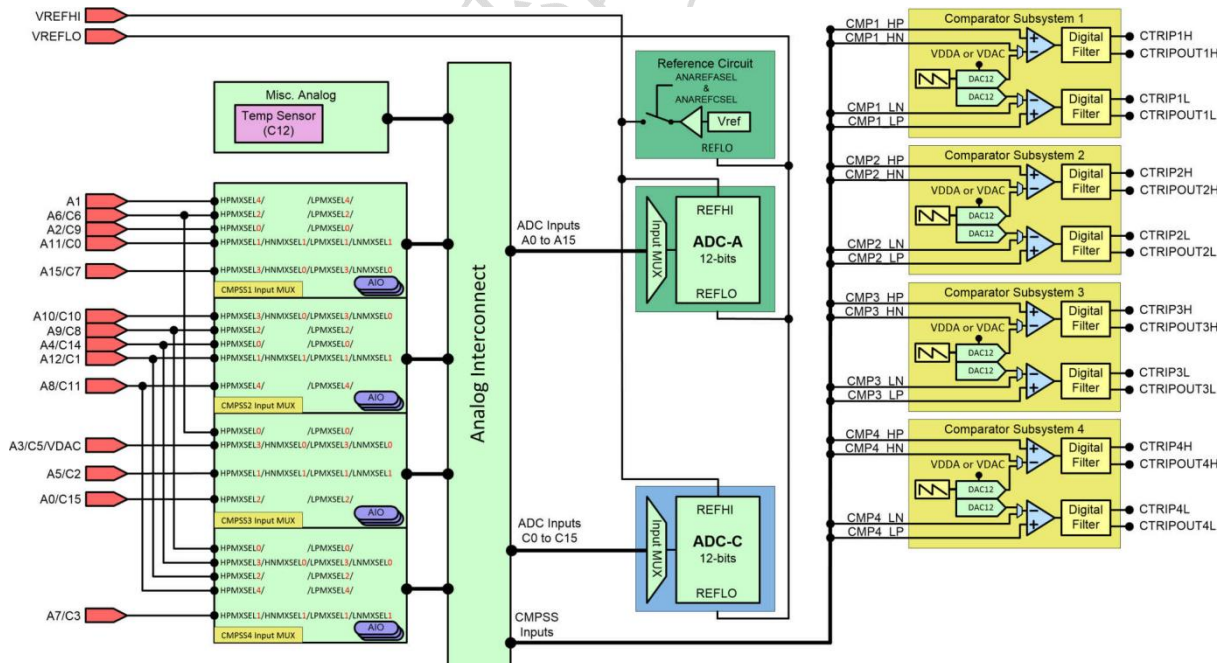 VREFHI
VREFLO
Misc. Analog
Temp Sensor
(C12)
A1
A6/C6
A2/C9
A11/C0
A15/C7
A10/C10
A9/C8
A4/C14
A12/C1
A8/C11
A3/C5/VDAC
A5/C2
A0/C15
A7/C3
HPMXSEL4/ /LPMXSEL4/
HPMXSEL2/ /LPMXSEL2/
HPMXSEL0/ /LPMXSEL0/
HPMXSEL1/HNMXSEL1/LPMXSEL1/LNMXSEL1
HPMXSEL3/HNMXSEL0/LPMXSEL3/LNMXSEL0
AIO
CMPSS1 Input MUX
HPMXSEL3/HNMXSEL0/LPMXSEL3/LNMXSEL0
HPMXSEL2/ /LPMXSEL2/
HPMXSEL0/ /LPMXSEL0/
HPMXSEL1/HNMXSEL1/LPMXSEL1/LNMXSEL1
HPMXSEL4/ /LPMXSEL4/
AIO
CMPSS2 Input MUX
HPMXSEL0/ /LPMXSEL0/
HPMXSEL3/HNMXSEL0/LPMXSEL3/LNMXSEL0
HPMXSEL1/HNMXSEL1/LPMXSEL1/LNMXSEL1
HPMXSEL2/ /LPMXSEL2/
AIO
CMPSS3 Input MUX
HPMXSEL0/ /LPMXSEL0/
HPMXSEL3/HNMXSEL0/LPMXSEL3/LNMXSEL0
HPMXSEL2/ /LPMXSEL2/
HPMXSEL4/ /LPMXSEL4/
HPMXSEL1/HNMXSEL1/LPMXSEL1/LNMXSEL1
AIO
CMPSS4 Input MUX
Analog Interconnect
Reference Circuit
ANAREFASEL
&
ANAREFCSEL
Vref
REFLO
ADC Inputs
A0 to A15
Input MUX
REFHI
ADC-A
12-bits
REFLO
ADC Inputs
C0 to C15
Input MUX
REFHI
ADC-C
12-bits
REFLO
CMPSS
Inputs
CMP1_HP
CMP1_HN
CMP1_LN
CMP1_LP
Comparator Subsystem 1
VDDA or VDAC
DAC12
DAC12
Digital
Filter
Digital
Filter
CTRIP1H
CTRIPOUT1H
CTRIP1L
CTRIPOUT1L
CMP2_HP
CMP2_HN
CMP2_LN
CMP2_LP
Comparator Subsystem 2
VDDA or VDAC
DAC12
DAC12
Digital
Filter
Digital
Filter
CTRIP2H
CTRIPOUT2H
CTRIP2L
CTRIPOUT2L
CMP3_HP
CMP3_HN
CMP3_LN
CMP3_LP
Comparator Subsystem 3
VDDA or VDAC
DAC12
DAC12
Digital
Filter
Digital
Filter
CTRIP3H
CTRIPOUT3H
CTRIP3L
CTRIPOUT3L
CMP4_HP
CMP4_HN
CMP4_LN
CMP4_LP
Comparator Subsystem 4
VDDA or VDAC
DAC12
DAC12
Digital
Filter
Digital
Filter
CTRIP4H
CTRIPOUT4H
CTRIP4L
CTRIPOUT4L